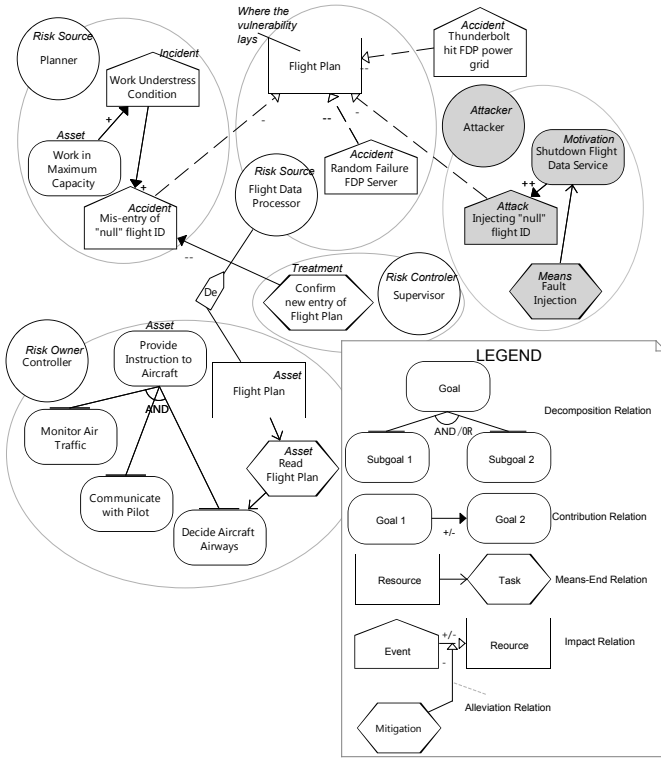 Risk Source
Planner
Incident
Work Understress
Condition
+
Asset
Work in
Maximum
Capacity
+
Accident
Mis-entry of
"null" flight ID
Where the
vulnerability
lays
Flight Plan
--
Accident
Thunderbolt
hit FDP power
grid
-
--
-
Accident
Random Failure
FDP Server
Risk Source
Flight Data
Processor
Attacker
Attacker
Motivation
Shutdown Flight
Data Service
++
Attack
Injecting "null"
flight ID
Means
Fault
Injection
--
De
Treatment
Confirm
new entry of
Flight Plan
Risk Controler
Supervisor
Risk Owner
Controller
Asset
Provide
Instruction to
Aircraft
AND
Monitor Air
Traffic
Communicate
with Pilot
Decide Aircraft
Airways
Asset
Flight Plan
Asset
Read
Flight Plan
LEGEND
Goal
AND/OR
Decomposition Relation
Subgoal 1
Subgoal 2
Goal 1
+/-
Goal 2
Contribution Relation
Resource
Task
Means-End Relation
Event
+/-
-
Reource
Impact Relation
Mitigation
Alleviation Relation